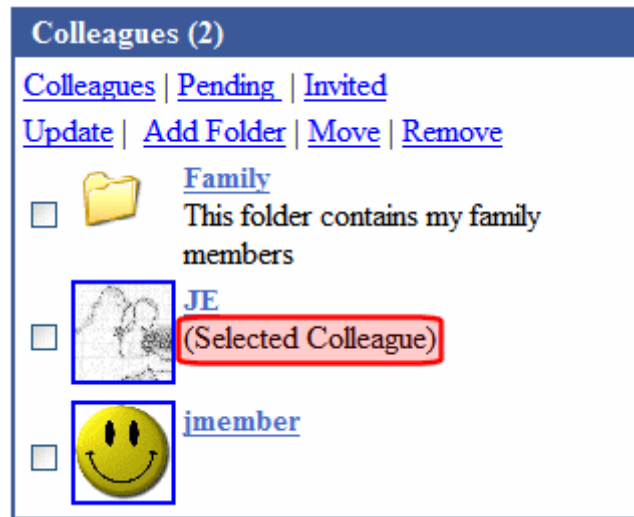 Colleagues (2)
Colleagues | Pending | Invited
Update | Add Folder | Move | Remove
Family
This folder contains my family
members
JE
(Selected Colleague)
jmember